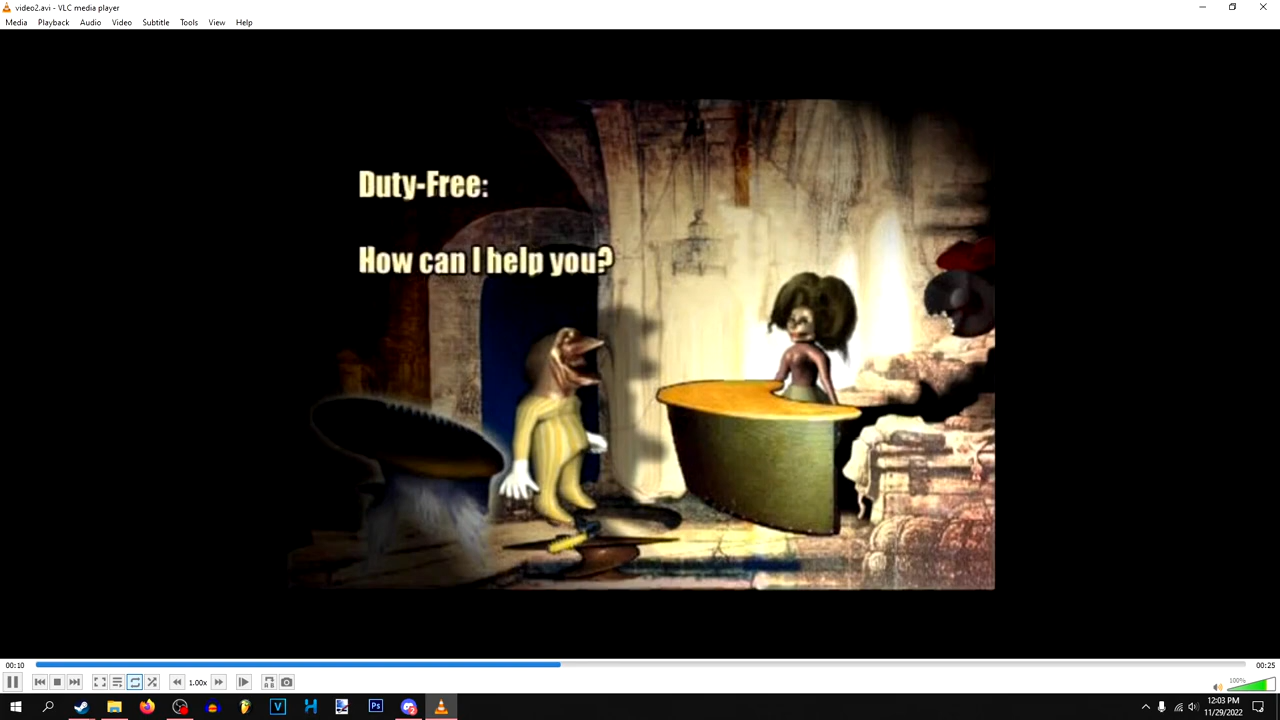 video2.avi - VLC media player
Media Playback Audio Video Subtitle Tools View Help
Duty-Free:
How can I help you?
00:10
00:25
1.00x
100%
12:03 PM
11/29/2022